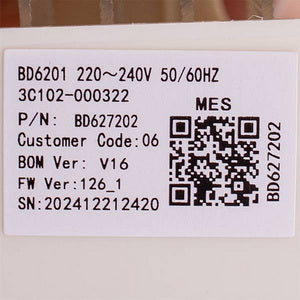 BD6201 220～240V 50/60HZ
3C102-000322
MES
P/N: BD627202
Customer Code:06
BOM Ver: V16
FW Ver:126_1
SN:202412212420
BD627202